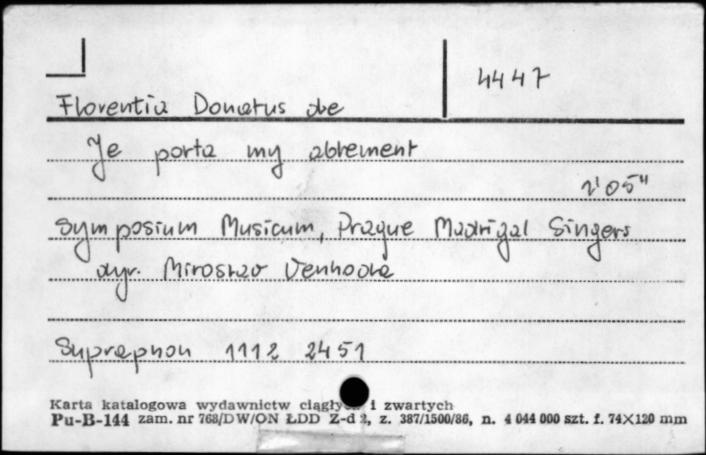 4447
Florentia Donatus de
Je porta my ablement
2'05"
Symposium Musicum, Prague Madrigal Singers
dyr. Miroslav Venhoda
Supraphon 1112 2451
Karta katalogowa wydawnictw ciągłych i zwartych
Pu-B-144 zam. nr 768/DW/ON ŁDD Z-d 2, z. 387/1500/86, n. 4 044 000 szt. f. 74×120 mm